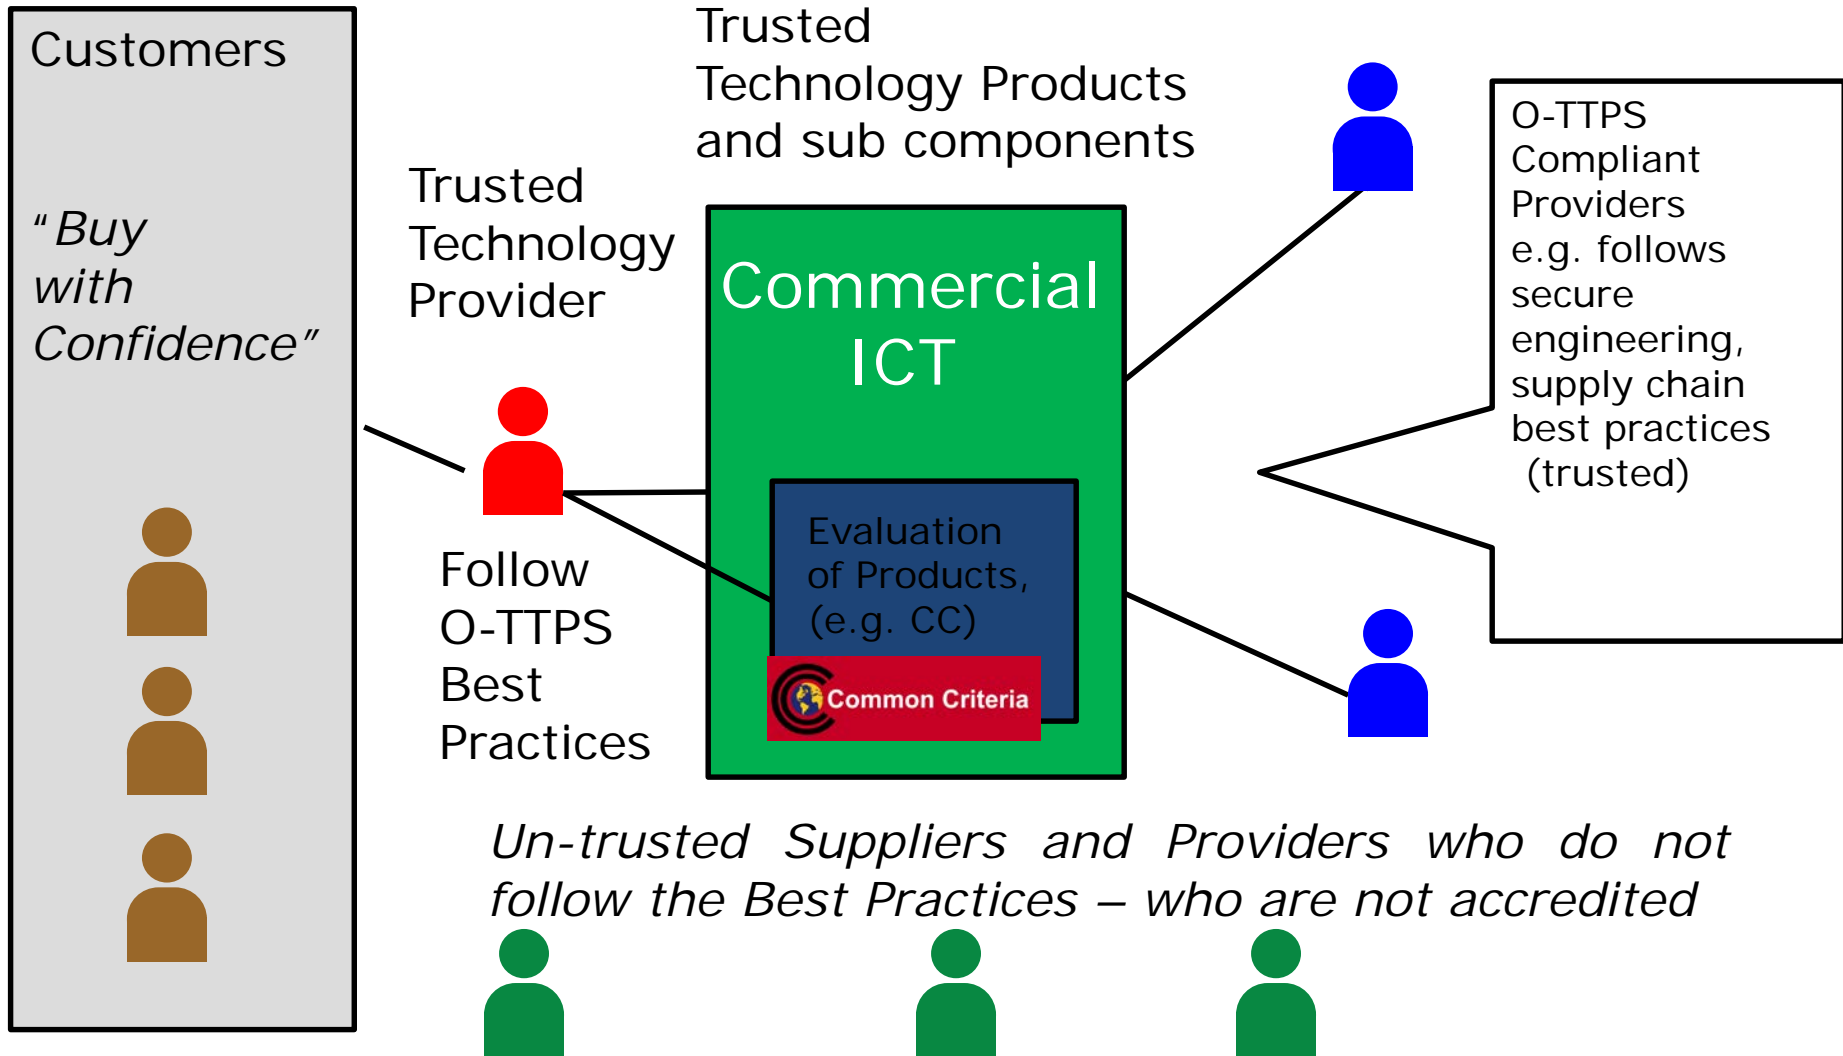 Customers
“Buy
with
Confidence”
Trusted
Technology
Provider
Follow
O-TTPS
Best
Practices
Trusted
Technology Products
and sub components
Commercial
ICT
Evaluation
of Products,
(e.g. CC)
Common Criteria
O-TTPS
Compliant
Providers
e.g. follows
secure
engineering,
supply chain
best practices
(trusted)
Un-trusted Suppliers and Providers who do not
follow the Best Practices – who are not accredited